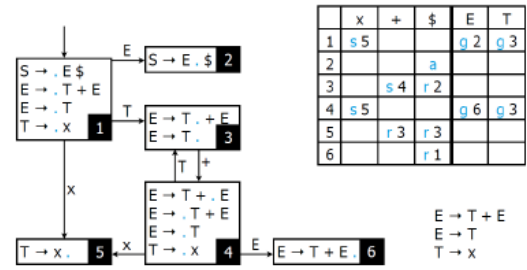 S → . E $
E → . T + E
E → . T
T → . x
1
E
S → E . $
2
T
E → T . + E
E → T .
3
T
+
x
E → T + . E
E → . T + E
E → . T
T → . x
4
x
T → x .
5
E
E → T + E .
6
x + $ E T
1 s 5 g 2 g 3
2 a
3 s 4 r 2
4 s 5 g 6 g 3
5 r 3 r 3
6 r 1
E → T + E
E → T
T → x